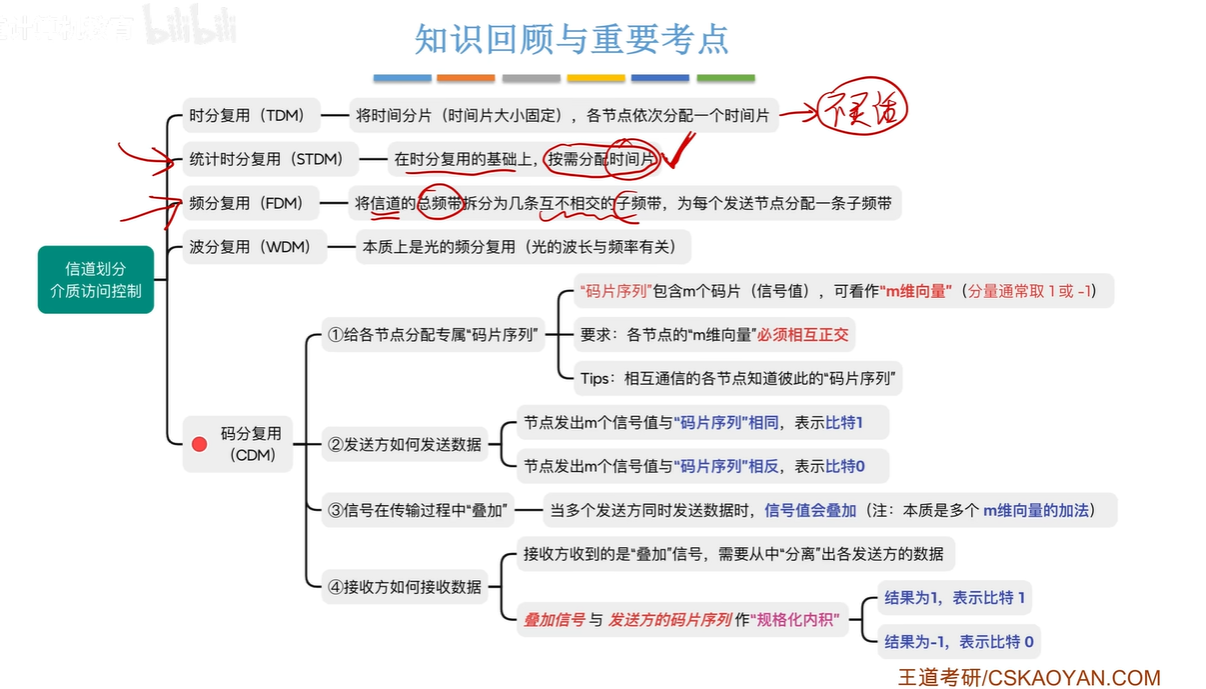 bilibili
知识回顾与重要考点
时分复用（TDM）
将时间分片（时间片大小固定），各节点依次分配一个时间片
不灵活
统计时分复用（STDM）
在时分复用的基础上，按需分配时间片
频分复用（FDM）
将信道的总频带拆分为几条互不相交的子频带，为每个发送节点分配一条子频带
波分复用（WDM）
本质上是光的频分复用（光的波长与频率有关）
信道划分
介质访问控制
码分复用
（CDM）
①给各节点分配专属“码片序列”
“码片序列”包含m个码片（信号值），可看作“m维向量”（分量通常取 1 或 -1）
要求：各节点的“m维向量”必须相互正交
Tips：相互通信的各节点知道彼此的“码片序列”
②发送方如何发送数据
节点发出m个信号值与“码片序列”相同，表示比特1
节点发出m个信号值与“码片序列”相反，表示比特0
③信号在传输过程中“叠加”
当多个发送方同时发送数据时，信号值会叠加（注：本质是多个 m维向量的加法）
④接收方如何接收数据
接收方收到的是“叠加”信号，需要从中“分离”出各发送方的数据
叠加信号 与 发送方的码片序列 作“规格化内积”
结果为1，表示比特 1
结果为-1，表示比特 0
王道考研/CSKAOYAN.COM